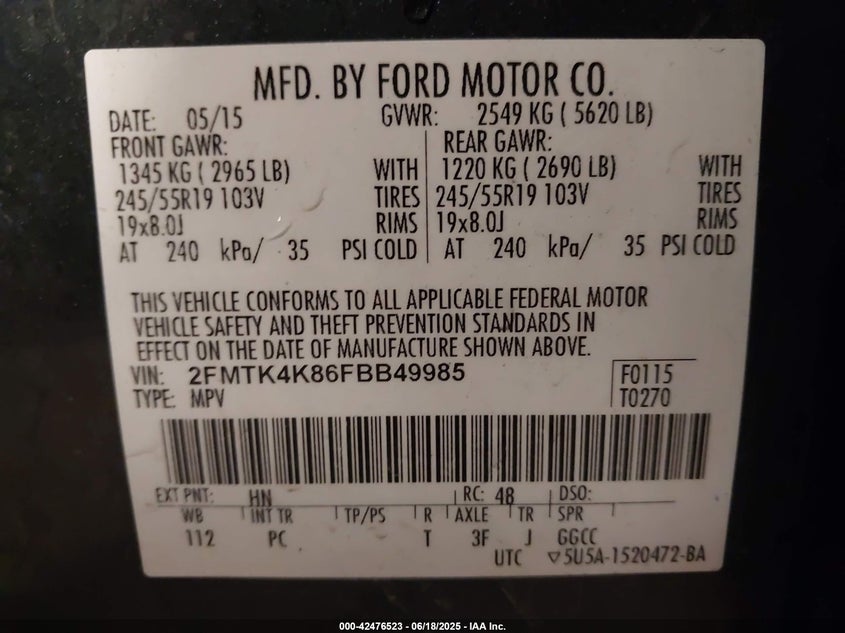 MFD. BY FORD MOTOR CO.
DATE: 05/15 GVWR: 2549 KG ( 5620 LB)
FRONT GAWR: REAR GAWR:
1345 KG ( 2965 LB) WITH 1220 KG ( 2690 LB) WITH
245/55R19 103V TIRES 245/55R19 103V TIRES
19x8.0J RIMS 19x8.0J RIMS
AT 240 kPa/ 35 PSI COLD AT 240 kPa/ 35 PSI COLD
THIS VEHICLE CONFORMS TO ALL APPLICABLE FEDERAL MOTOR
VEHICLE SAFETY AND THEFT PREVENTION STANDARDS IN
EFFECT ON THE DATE OF MANUFACTURE SHOWN ABOVE.
VIN: 2FMTK4K86FBB49985 F0115
TYPE: MPV T0270
EXT PNT: HN RC: 48 DSO:
WB INT TR TP/PS R AXLE TR SPR
112 PC T 3F J GGCC
UTC ▽5U5A-1520472-BA
000-42476523 | 06/18/2025 - IAA Inc.